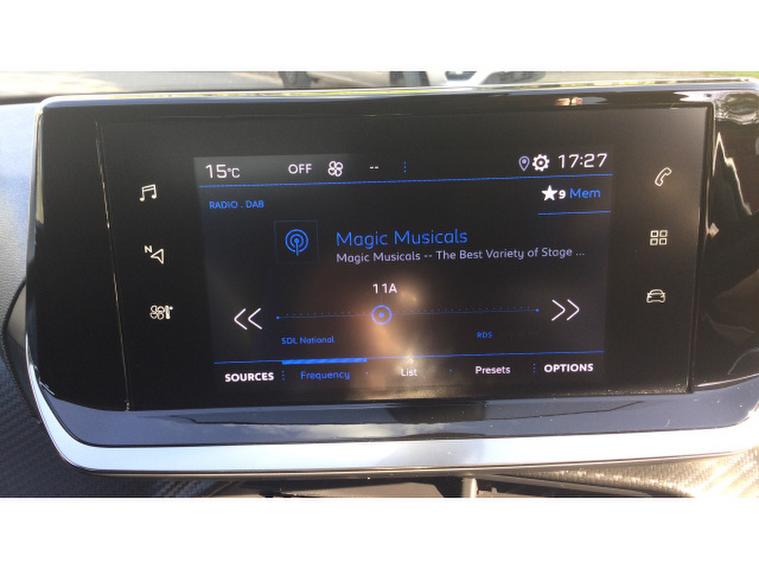 15°C OFF -- 17:27
RADIO . DAB
9 Mem
Magic Musicals
Magic Musicals -- The Best Variety of Stage ...
11A
SDL National RDS
SOURCES Frequency List Presets OPTIONS
N